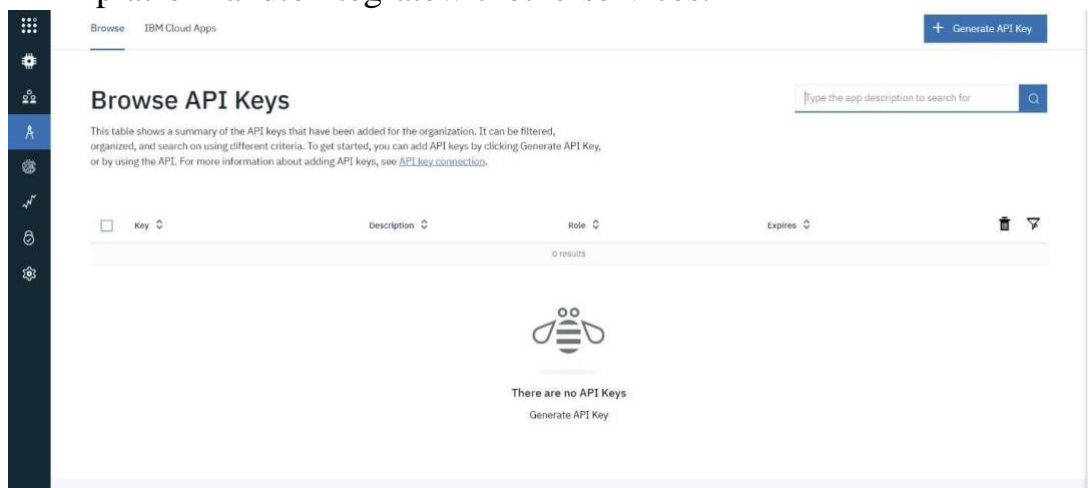 Browse IBM Cloud Apps
+ Generate API Key
Browse API Keys
Type the app description to search for
This table shows a summary of the API keys that have been added for the organization. It can be filtered,
organized, and search on using different criteria. To get started, you can add API keys by clicking Generate API Key,
or by using the API. For more information about adding API keys, see API key connection.
Key Description Role Expires
0 results
There are no API Keys
Generate API Key